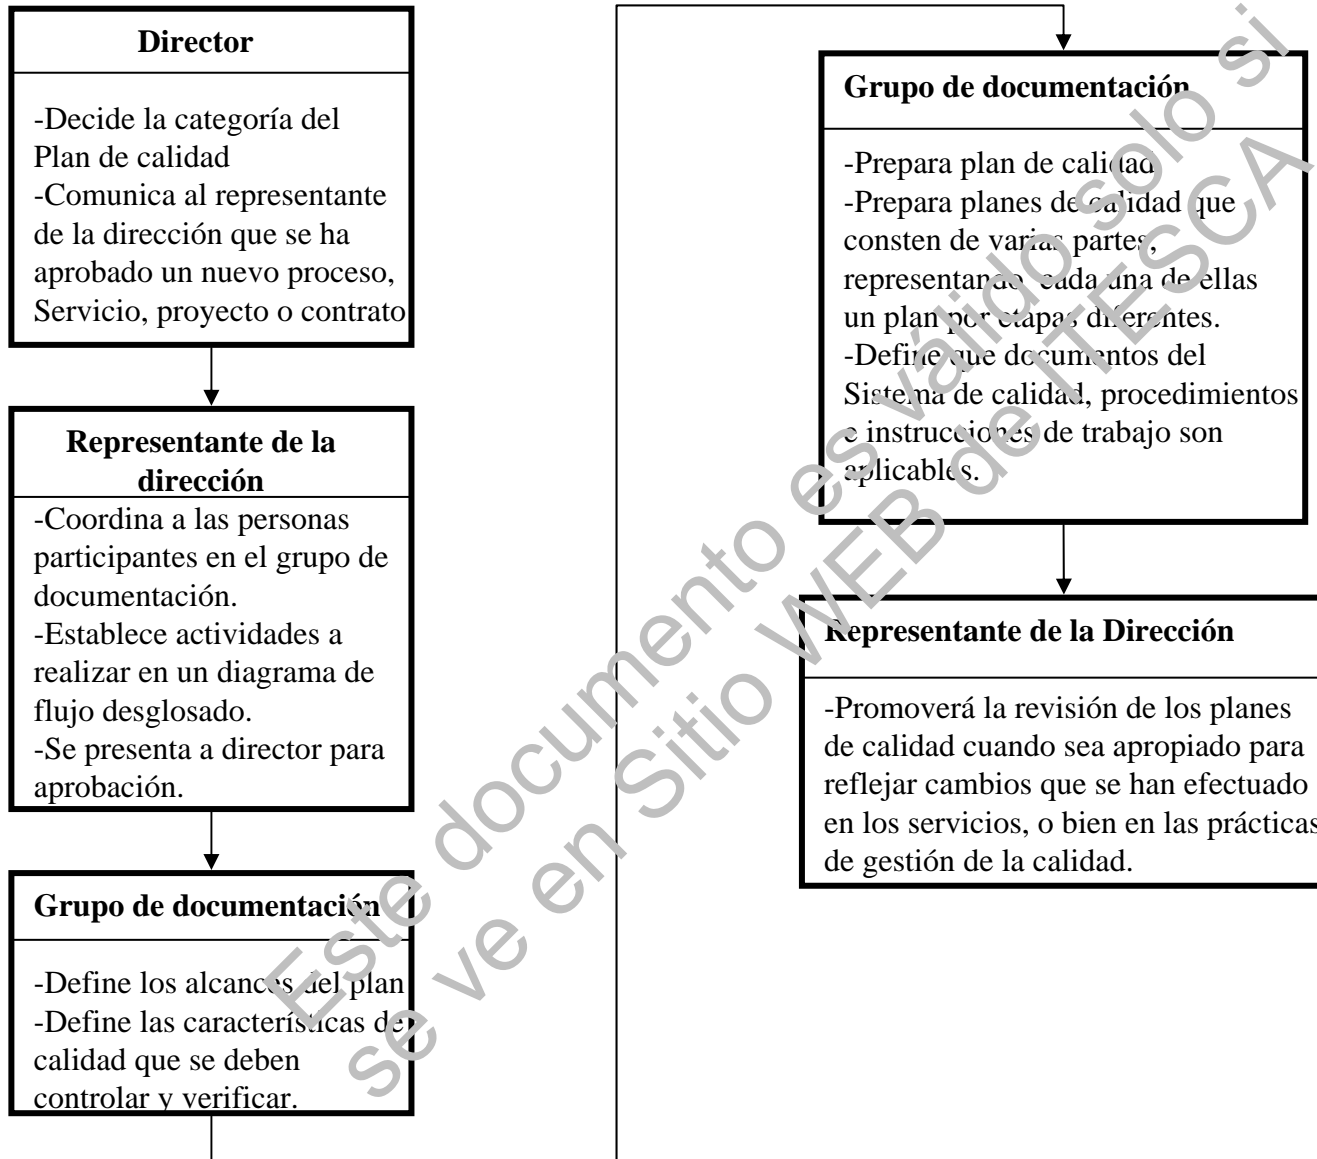 Director
-Decide la categoría del
Plan de calidad
-Comunica al representante
de la dirección que se ha
aprobado un nuevo proceso,
Servicio, proyecto o contrato
Representante de la
dirección
-Coordina a las personas
participantes en el grupo de
documentación.
-Establece actividades a
realizar en un diagrama de
flujo desglosado.
-Se presenta a director para
aprobación.
Grupo de documentación
-Define los alcances del plan
-Define las características de
calidad que se deben
controlar y verificar.
Grupo de documentación
-Prepara plan de calidad
-Prepara planes de calidad que
consten de varias partes,
representando cada una de ellas
un plan por etapas diferentes.
-Define que documentos del
Sistema de calidad, procedimientos
e instrucciones de trabajo son
aplicables.
Representante de la Dirección
-Promoverá la revisión de los planes
de calidad cuando sea apropiado para
reflejar cambios que se han efectuado
en los servicios, o bien en las prácticas
de gestión de la calidad.
Este documento es válido solo si
se ve en Sitio WEB de ITESCA